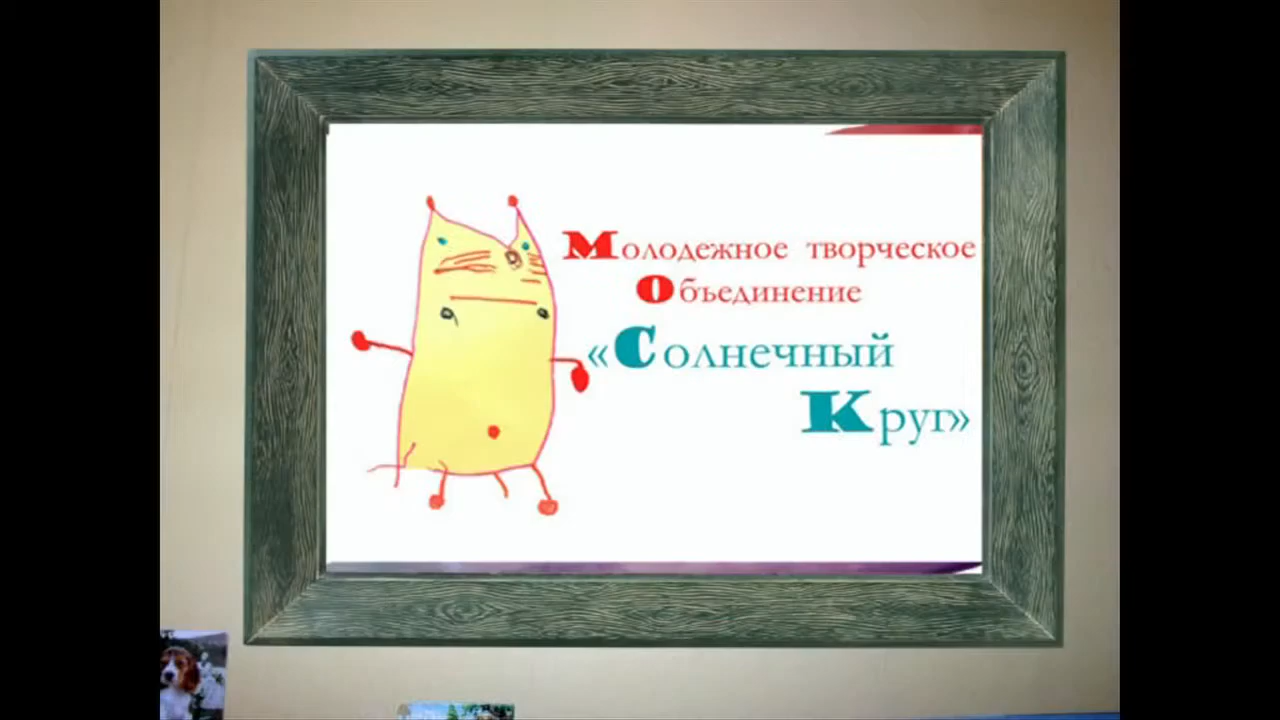 Молодежное творческое
Объединение
«Солнечный
Круг»